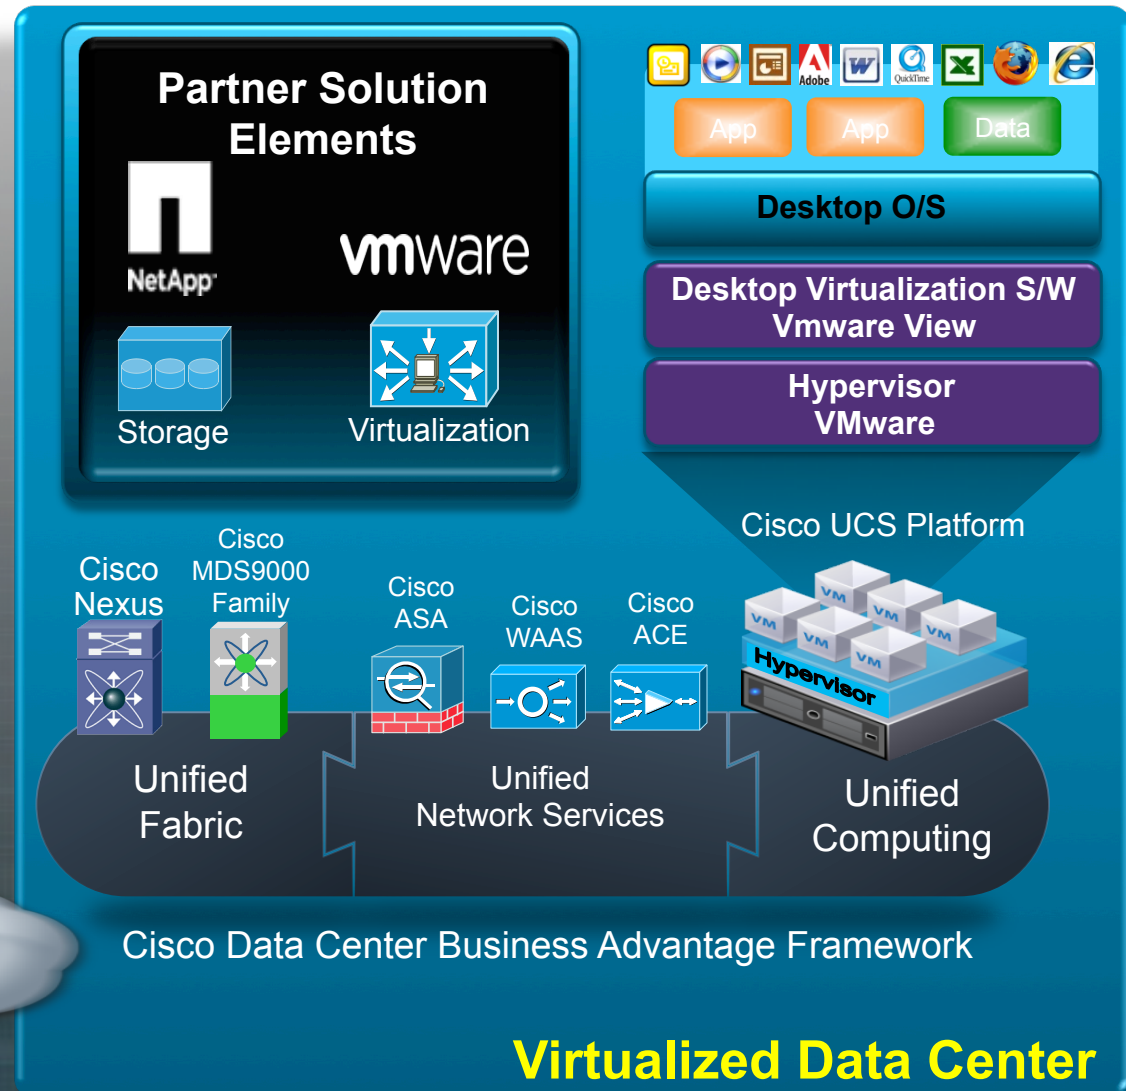 Partner Solution
Elements
NetApp
vmware
Storage
Virtualization
Adobe
W
QuickTime
X
App
App
Data
Desktop O/S
Desktop Virtualization S/W
Vmware View
Hypervisor
VMware
Cisco UCS Platform
Cisco
Nexus
Cisco
MDS9000
Family
Cisco
ASA
Cisco
WAAS
Cisco
ACE
VM
VM
VM
VM
VM
VM
Hypervisor
Unified
Fabric
Unified
Network Services
Unified
Computing
Cisco Data Center Business Advantage Framework
Virtualized Data Center